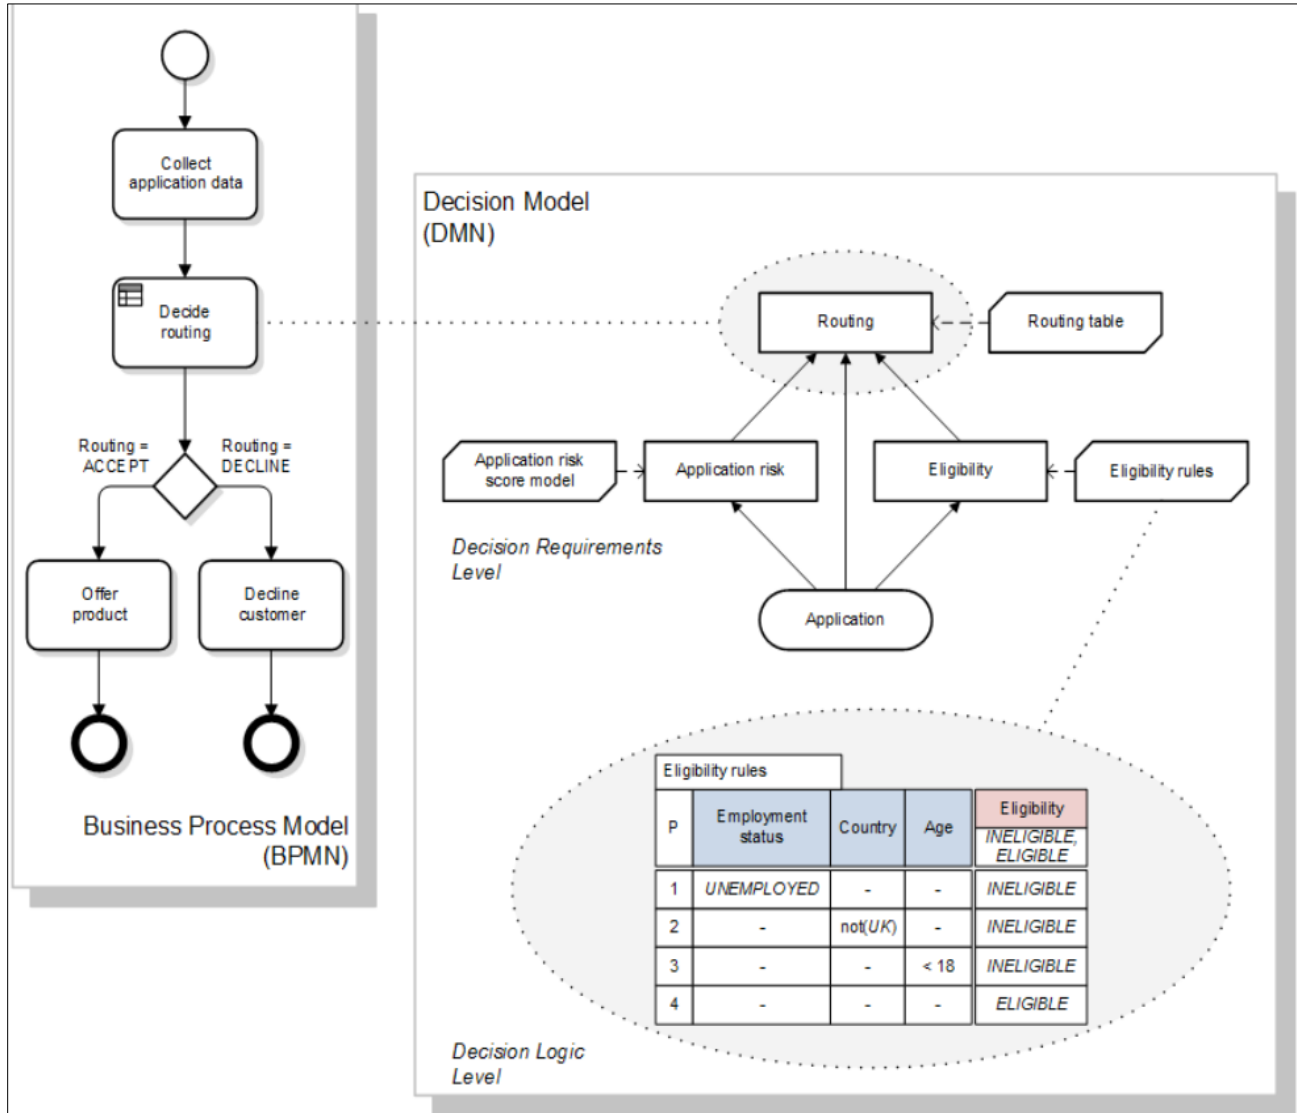 Collect
application data
Decide
routing
Routing =
ACCEPT
Routing =
DECLINE
Offer
product
Decline
customer
Business Process Model
(BPMN)
Decision Model
(DMN)
Routing
Routing table
Application risk
score model
Application risk
Eligibility
Eligibility rules
Decision Requirements
Level
Application
Eligibility rules
P
Employment
status
Country
Age
Eligibility
INELIGIBLE,
ELIGIBLE
1 UNEMPLOYED - - INELIGIBLE
2 - not(UK) - INELIGIBLE
3 - - < 18 INELIGIBLE
4 - - - ELIGIBLE
Decision Logic
Level